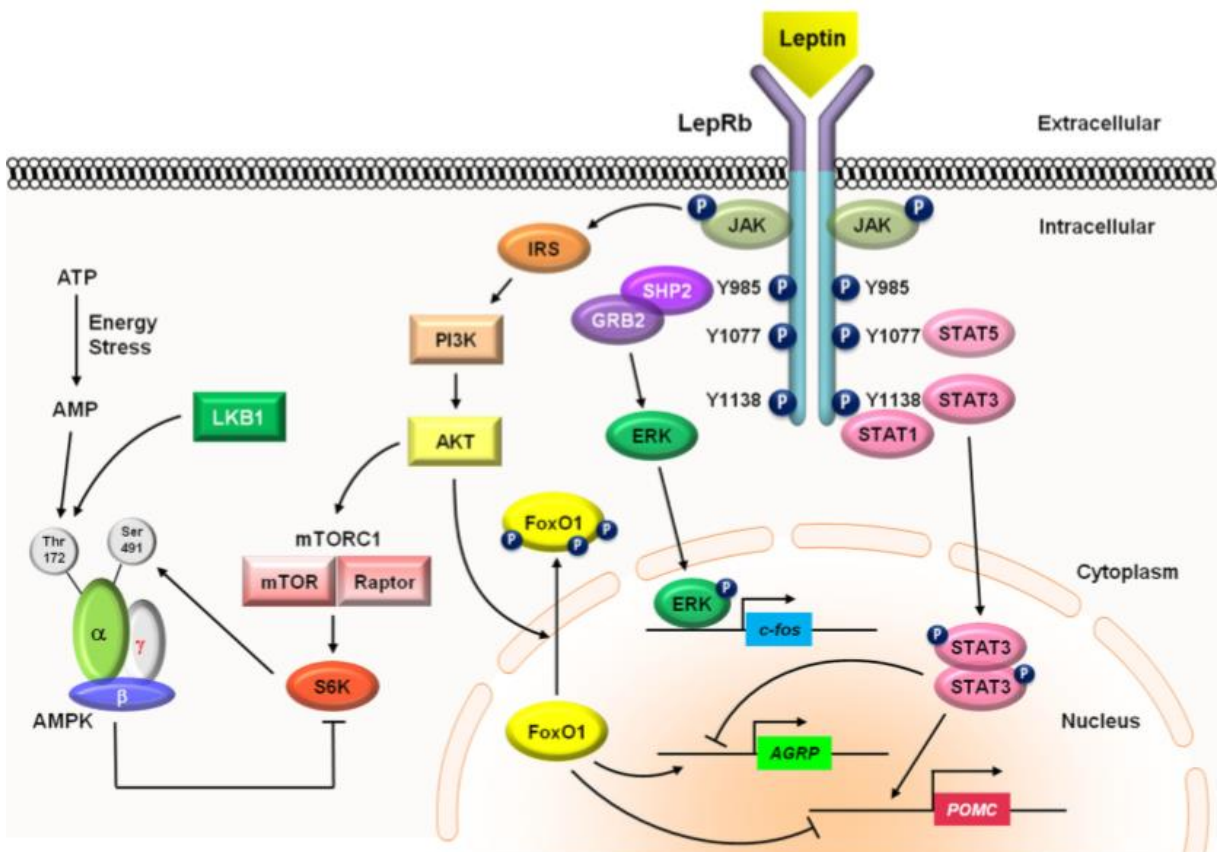 Leptin
LepRb
Extracellular
Intracellular
P
JAK
JAK
P
IRS
ATP
Energy
Stress
AMP
LKB1
PI3K
AKT
SHP2
GRB2
Y985
P
P
Y985
Y1077
P
P
Y1077
STAT5
Y1138
P
P
Y1138
STAT3
STAT1
ERK
Thr
172
Ser
491
α
γ
β
AMPK
mTORC1
mTOR
Raptor
S6K
FoxO1
P
P
P
Cytoplasm
ERK
P
c-fos
P
STAT3
STAT3
P
Nucleus
FoxO1
AGRP
POMC